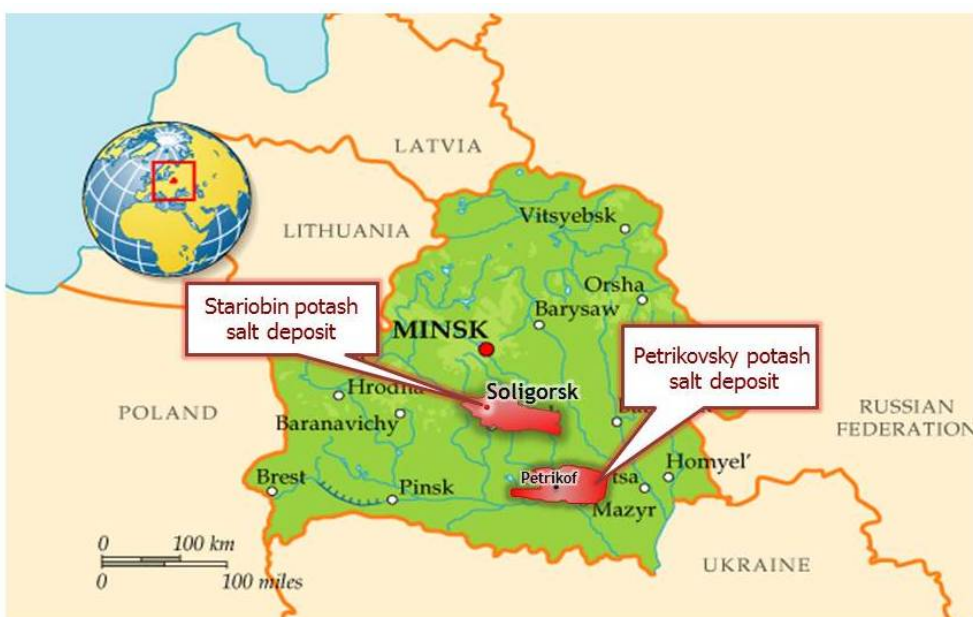 LATVIA
LITHUANIA
Vitsyebsk
Stariobin potash
salt deposit
Orsha
Barysaw
MINSK
Petrikovsky potash
salt deposit
Soligorsk
POLAND
Baranavichy
RUSSIAN
FEDERATION
Homyel'
Brest
Pinsk
Petrikof
tsa
Mazyr
0 100 km
0 100 miles
UKRAINE